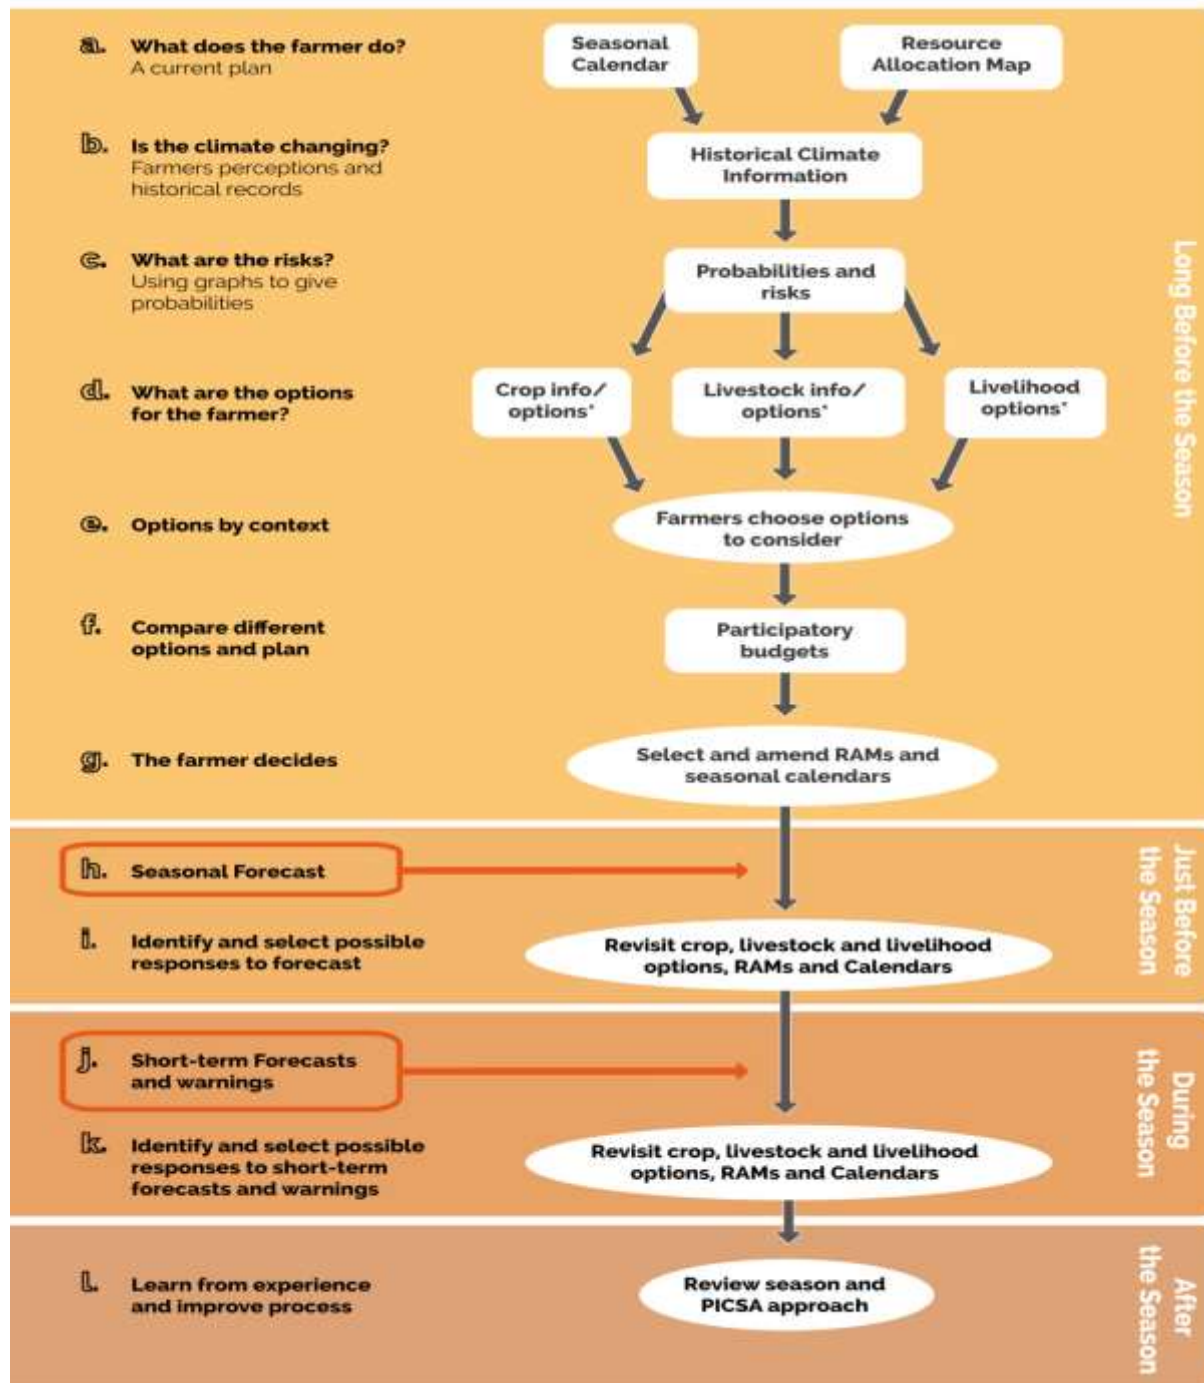 a. What does the farmer do?
A current plan
Seasonal
Calendar
Resource
Allocation Map
b. Is the climate changing?
Farmers perceptions and
historical records
Historical Climate
Information
c. What are the risks?
Using graphs to give
probabilities
Probabilities and
risks
d. What are the options
for the farmer?
Crop info/
options*
Livestock info/
options*
Livelihood
options*
e. Options by context
Farmers choose options
to consider
f. Compare different
options and plan
Participatory
budgets
g. The farmer decides
Select and amend RAMs and
seasonal calendars
Long Before the Season
h. Seasonal Forecast
i. Identify and select possible
responses to forecast
Revisit crop, livestock and livelihood
options, RAMs and Calendars
Just Before
the Season
j. Short-term Forecasts
and warnings
k. Identify and select possible
responses to short-term
forecasts and warnings
Revisit crop, livestock and livelihood
options, RAMs and Calendars
During
the Season
l. Learn from experience
and improve process
Review season and
PICSA approach
After
the Season